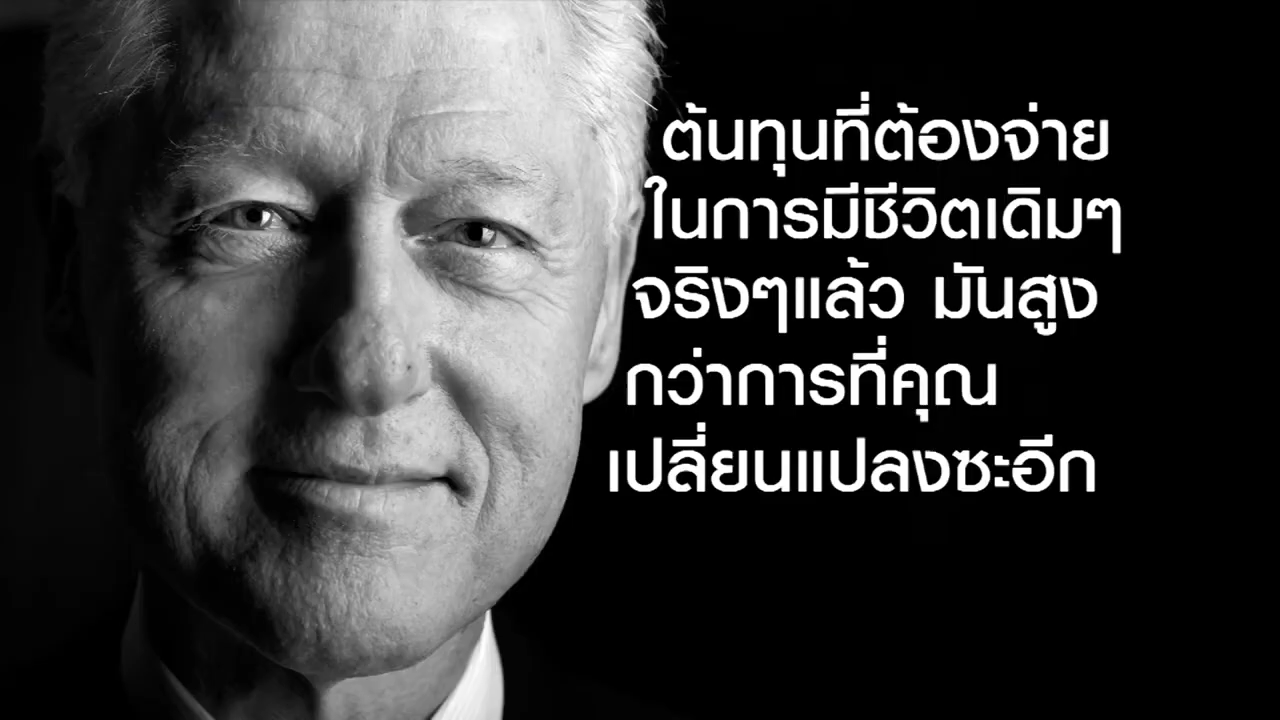 ต้นทุนที่ต้องจ่าย
ในการมีชีวิตเดิมๆ
จริงๆแล้ว มันสูง
กว่าการที่คุณ
เปลี่ยนแปลงซะอีก